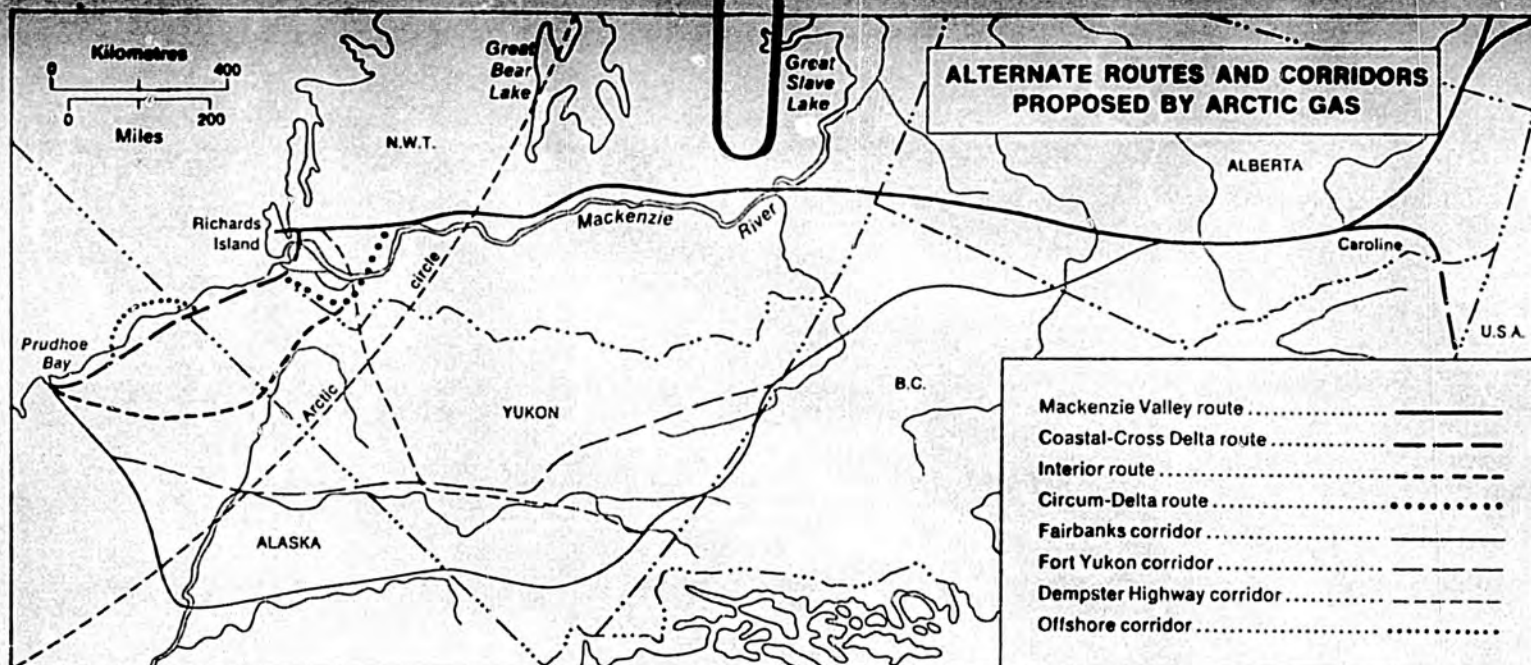 Kilometres
0 400
0 200
Miles
Great
Bear
Lake
Great
Slave
Lake
ALTERNATE ROUTES AND CORRIDORS
PROPOSED BY ARCTIC GAS
N.W.T.
ALBERTA
Richards
Island
Mackenzie
River
Caroline
circle
Arctic
Prudhoe
Bay
U.S.A.
YUKON
B.C.
ALASKA
Mackenzie Valley route
Coastal-Cross Delta route
Interior route
Circum-Delta route
Fairbanks corridor
Fort Yukon corridor
Dempster Highway corridor
Offshore corridor